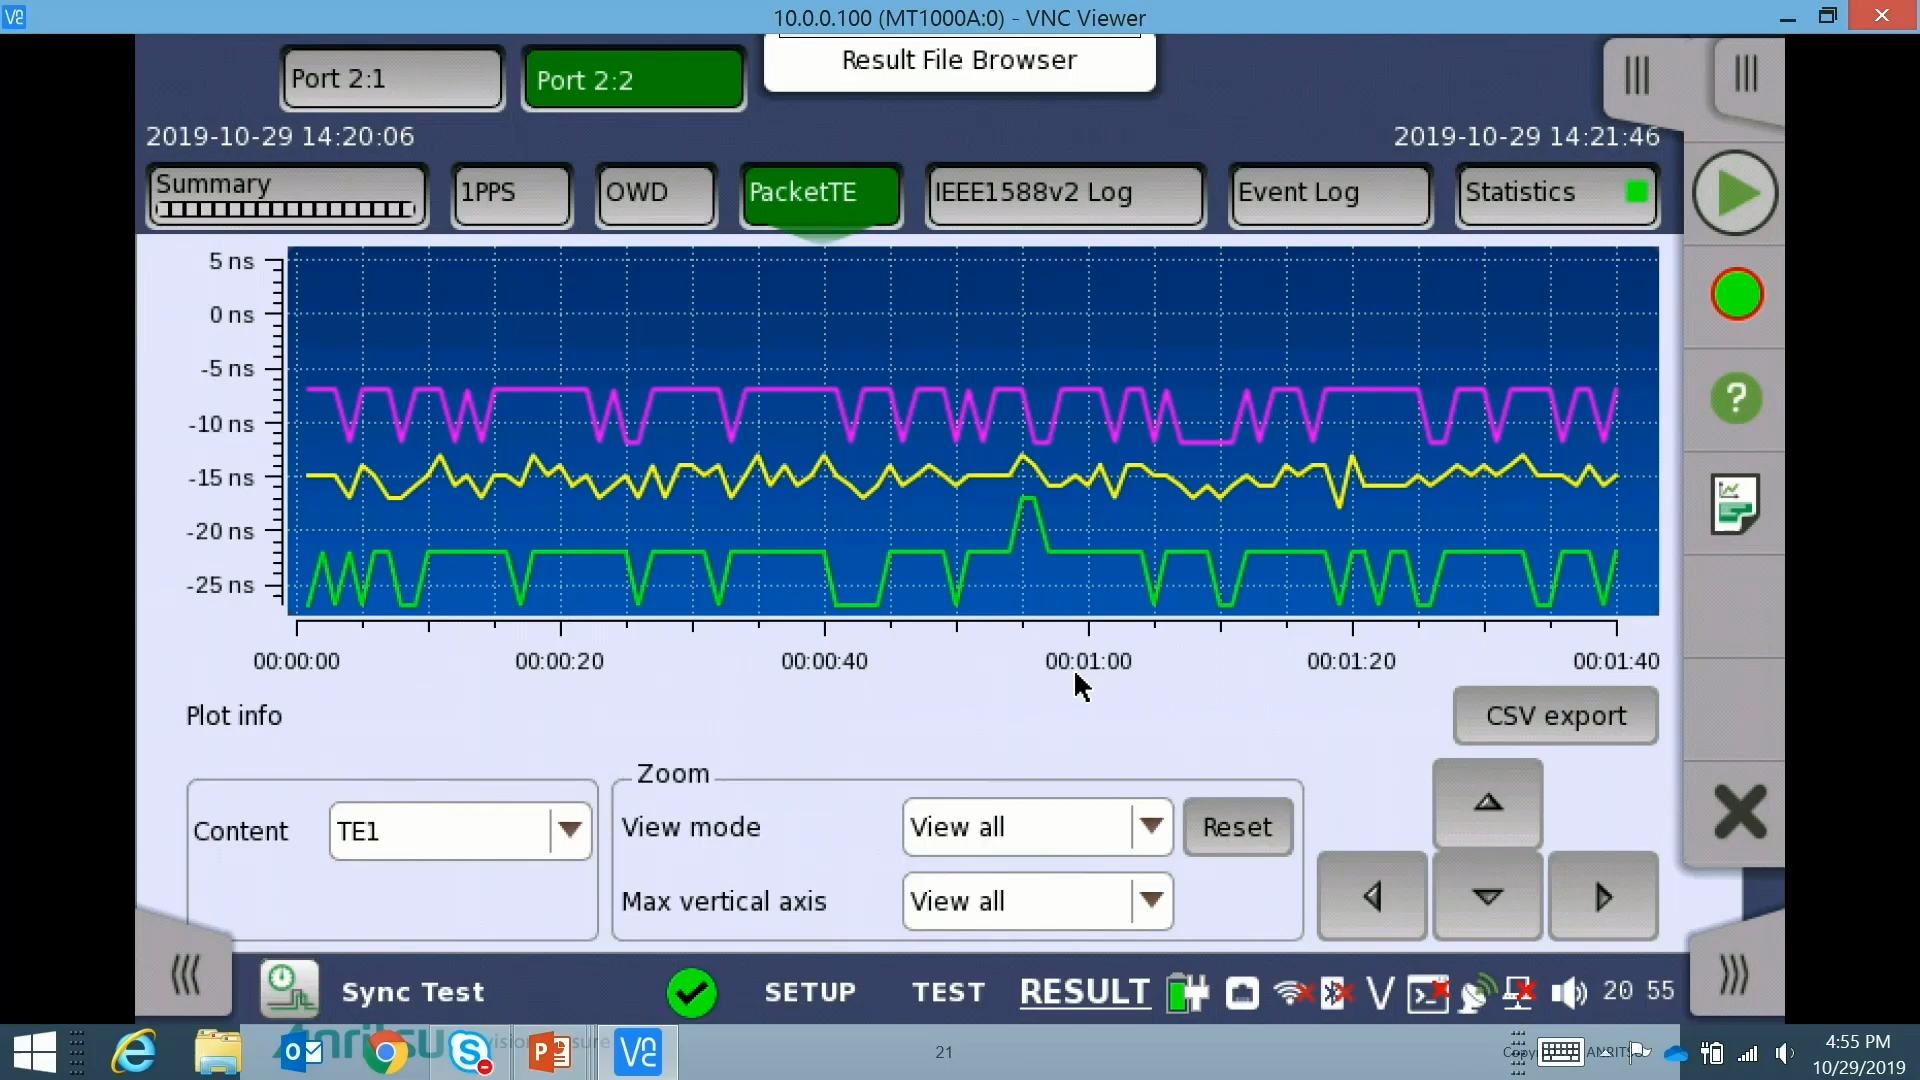 10.0.0.100 (MT1000A:0) - VNC Viewer
Result File Browser
Port 2:1
Port 2:2
2019-10-29 14:20:06
2019-10-29 14:21:46
Summary
1PPS
OWD
PacketTE
IEEE1588v2 Log
Event Log
Statistics
5 ns
0 ns
-5 ns
-10 ns
-15 ns
-20 ns
-25 ns
00:00:00
00:00:20
00:00:40
00:01:00
00:01:20
00:01:40
Plot info
CSV export
Zoom
Content
TE1
View mode
View all
Reset
Max vertical axis
View all
Sync Test
SETUP
TEST
RESULT
20 55
21
4:55 PM
10/29/2019